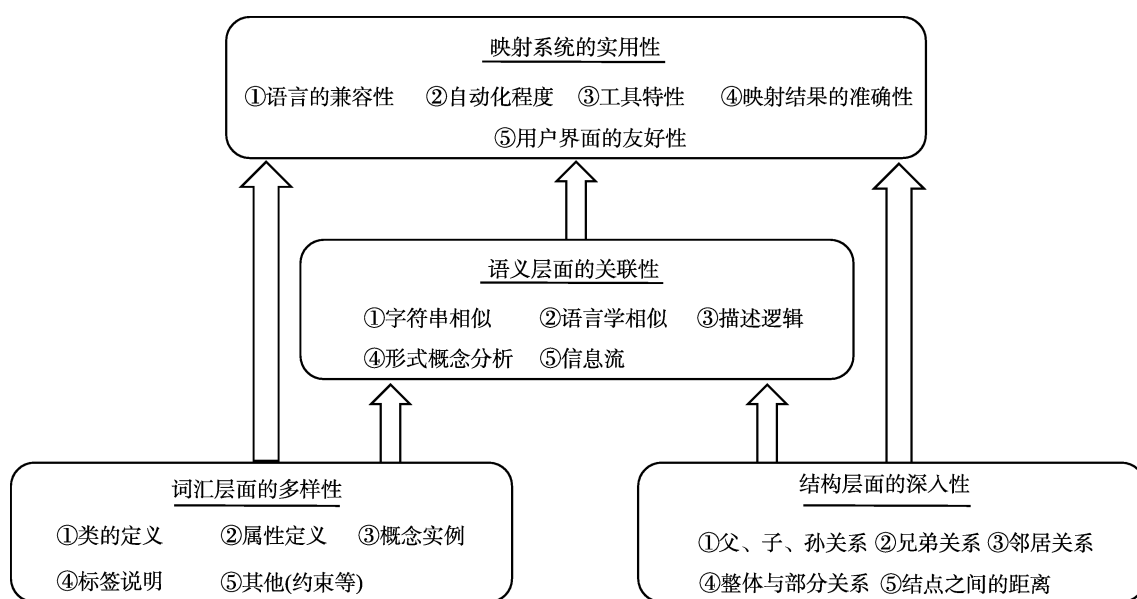 映射系统的实用性
①语言的兼容性 ②自动化程度 ③工具特性 ④映射结果的准确性
⑤用户界面的友好性
语义层面的关联性
①字符串相似 ②语言学相似 ③描述逻辑
④形式概念分析 ⑤信息流
词汇层面的多样性
①类的定义 ②属性定义 ③概念实例
④标签说明 ⑤其他(约束等)
结构层面的深入性
①父、子、孙关系 ②兄弟关系 ③邻居关系
④整体与部分关系 ⑤结点之间的距离